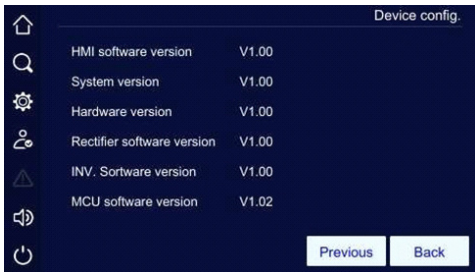 Device config.
HMI software version V1.00
System version V1.00
Hardware version V1.00
Rectifier software version V1.00
INV. Sortware version V1.00
MCU software version V1.02
Previous Back